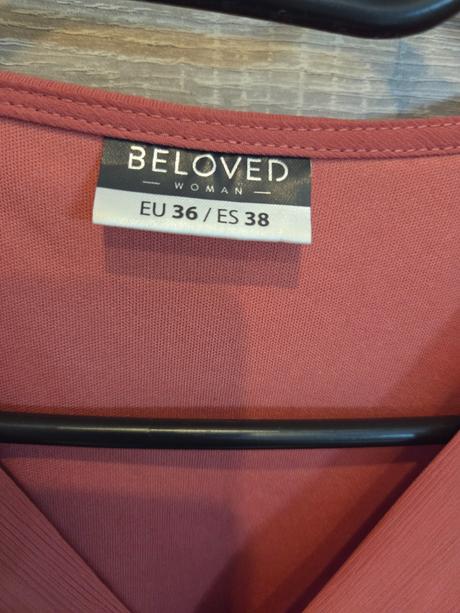 BELOVED
— WOMAN —
EU 36 / ES 38